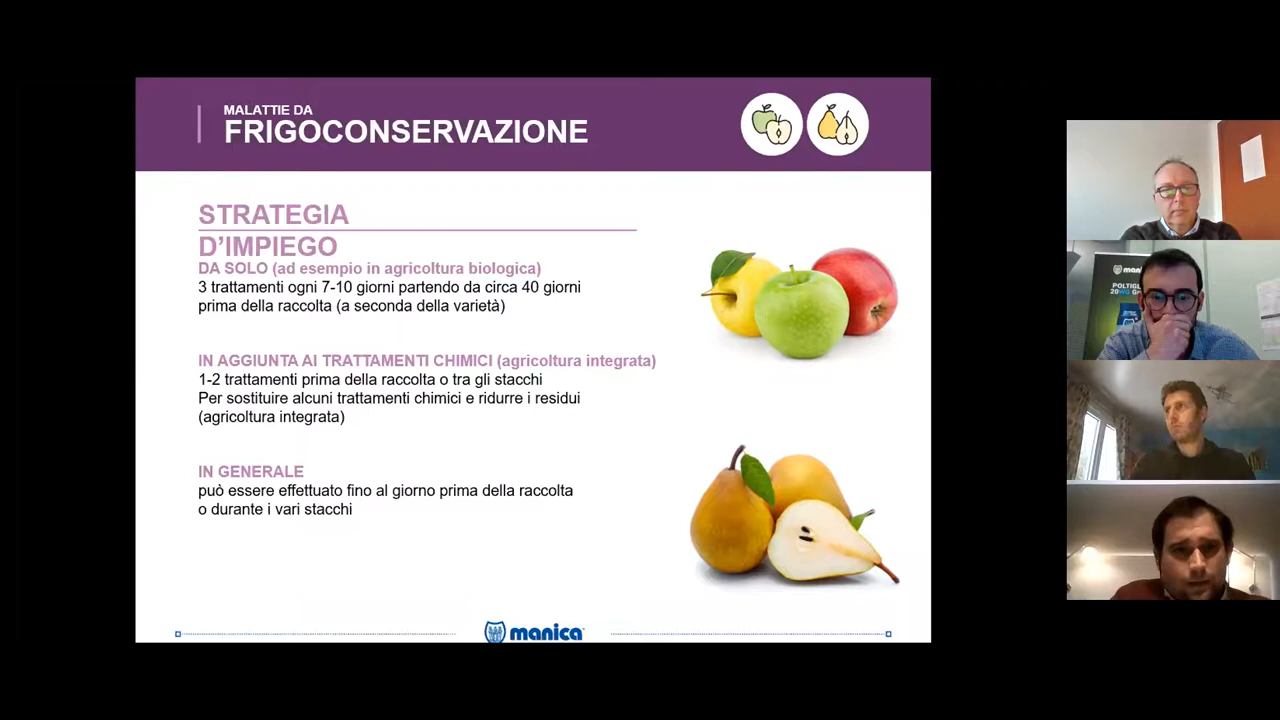 MALATTIE DA
FRIGOCONSERVAZIONE
STRATEGIA
D'IMPIEGO
DA SOLO (ad esempio in agricoltura biologica)
3 trattamenti ogni 7-10 giorni partendo da circa 40 giorni
prima della raccolta (a seconda della varietà)
IN AGGIUNTA AI TRATTAMENTI CHIMICI (agricoltura integrata)
1-2 trattamenti prima della raccolta o tra gli stacchi
Per sostituire alcuni trattamenti chimici e ridurre i residui
(agricoltura integrata)
IN GENERALE
può essere effettuato fino al giorno prima della raccolta
o durante i vari stacchi
manica
POLTIGL
20WG